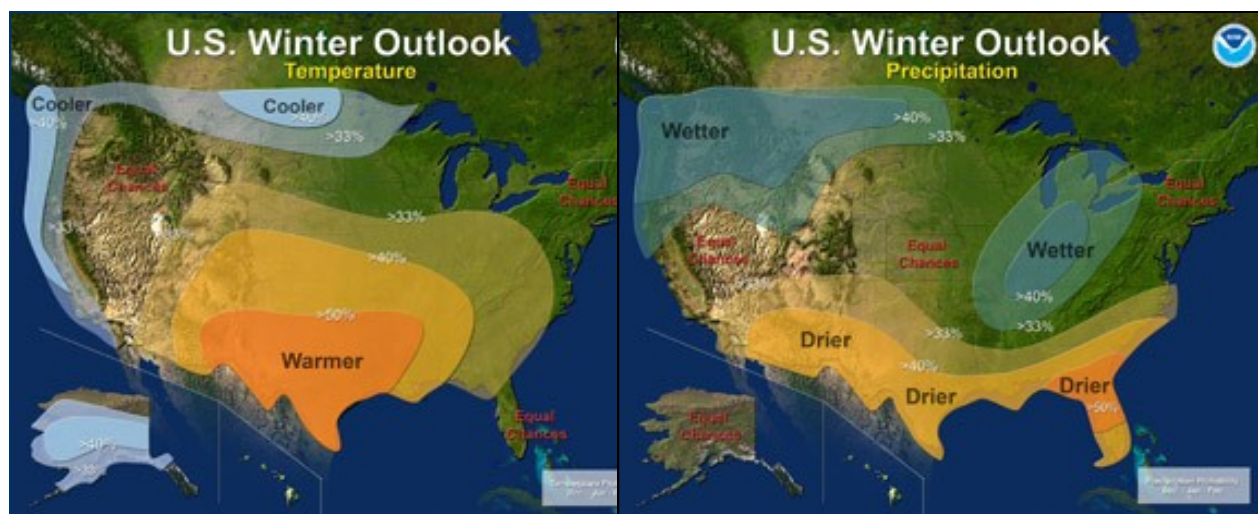 U.S. Winter Outlook
Temperature
Cooler
>40%
Cooler
>33%
Equal
Chances
>33%
>33%
>40%
>50%
Warmer
Equal
Chances
Equal
Chances
>40%
>33%
U.S. Winter Outlook
Precipitation
Wetter
>40%
>33%
Equal
Chances
Equal
Chances
Equal
Chances
Wetter
>40%
>33%
>33%
Drier
>40%
Drier
Drier
>50%
Equal
Chances
Precipitation Probability